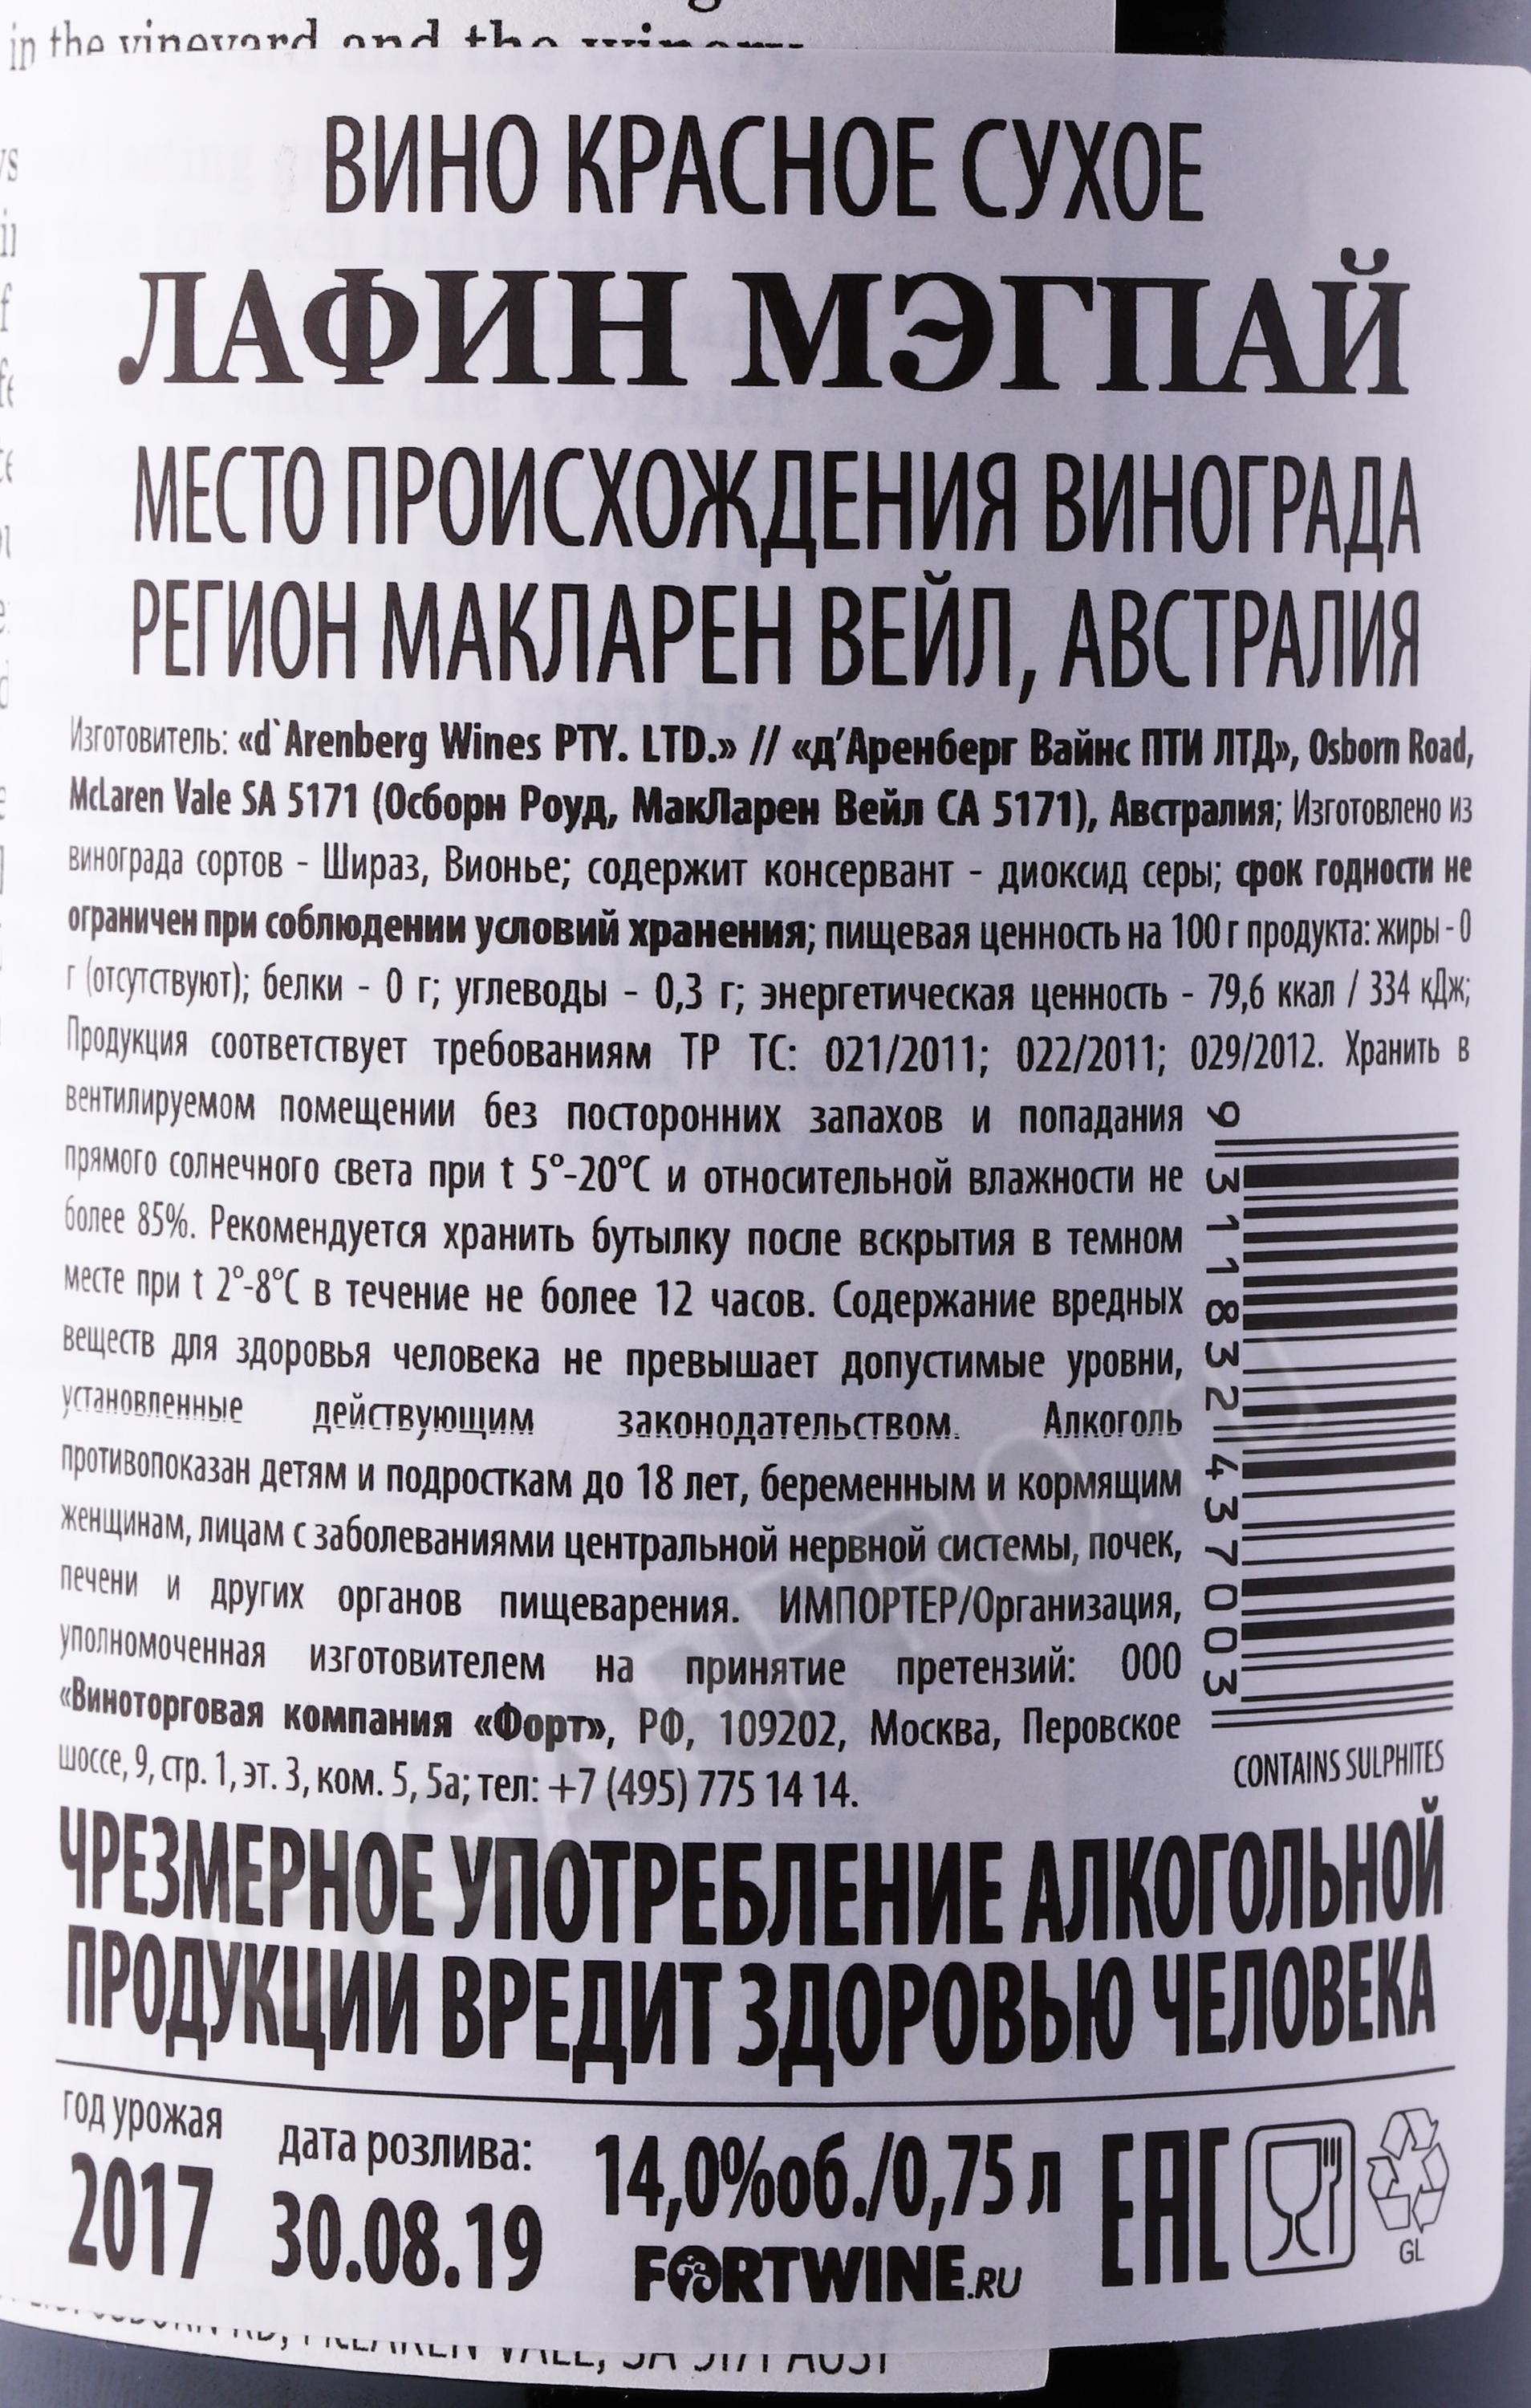 in the vineyard and the winery
ВИНО КРАСНОЕ СУХОЕ
ЛАФИН МЭГПАЙ
МЕСТО ПРОИСХОЖДЕНИЯ ВИНОГРАДА
РЕГИОН МАКЛАРЕН ВЕЙЛ, АВСТРАЛИЯ
Изготовитель: «d`Arenberg Wines PTY. LTD.» // «д’Аренберг Вайнс ПТИ ЛТД», Osborn Road,
McLaren Vale SA 5171 (Осборн Роуд, МакЛарен Вейл СА 5171), Австралия; Изготовлено из
винограда сортов - Шираз, Вионье; содержит консервант - диоксид серы; срок годности не
ограничен при соблюдении условий хранения; пищевая ценность на 100 г продукта: жиры - 0
г (отсутствуют); белки - 0 г; углеводы - 0,3 г; энергетическая ценность - 79,6 ккал / 334 кДж;
Продукция соответствует требованиям ТР ТС: 021/2011; 022/2011; 029/2012. Хранить в
вентилируемом помещении без посторонних запахов и попадания
прямого солнечного света при t 5°-20°C и относительной влажности не
более 85%. Рекомендуется хранить бутылку после вскрытия в темном
месте при t 2°-8°C в течение не более 12 часов. Содержание вредных
веществ для здоровья человека не превышает допустимые уровни,
установленные действующим законодательством. Алкоголь
противопоказан детям и подросткам до 18 лет, беременным и кормящим
женщинам, лицам с заболеваниями центральной нервной системы, почек,
печени и других органов пищеварения. ИМПОРТЕР/Организация,
уполномоченная изготовителем на принятие претензий: ООО
«Виноторговая компания «Форт», РФ, 109202, Москва, Перовское
шоссе, 9, стр. 1, эт. 3, ком. 5, 5а; тел: +7 (495) 775 14 14.
9 311832 437003
CONTAINS SULPHITES
ЧРЕЗМЕРНОЕ УПОТРЕБЛЕНИЕ АЛКОГОЛЬНОЙ
ПРОДУКЦИИ ВРЕДИТ ЗДОРОВЬЮ ЧЕЛОВЕКА
год урожая
2017
дата розлива:
30.08.19
14,0%об./0,75 л
FORTWINE.RU
EAC
GL
RD, MCLAREN VALE, SA 5171 AUST